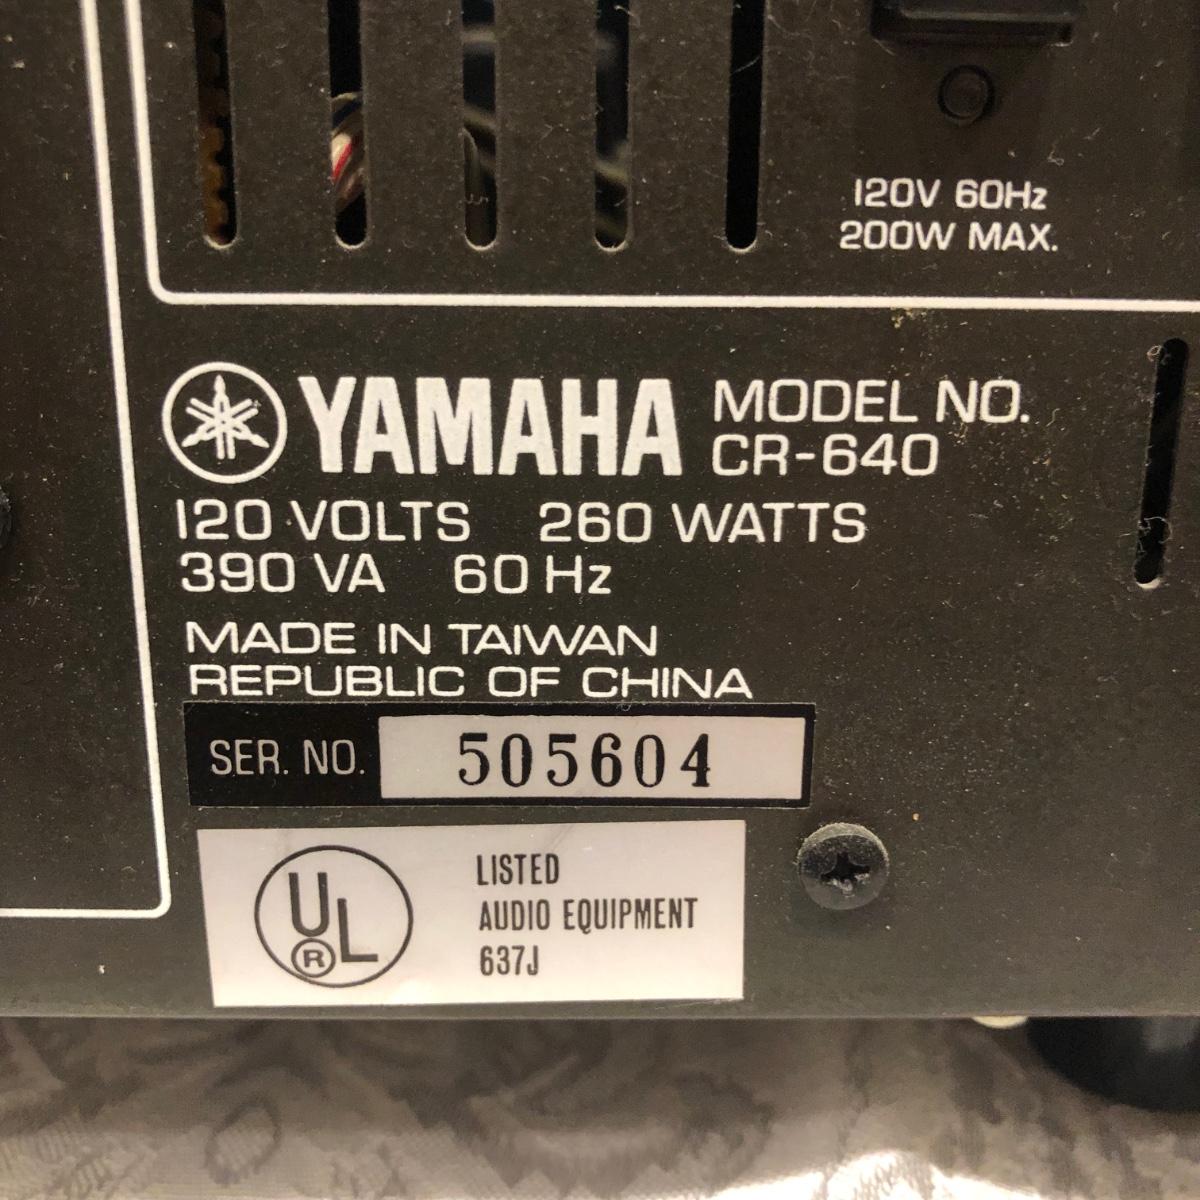 120V 60Hz
200W MAX.
YAMAHA MODEL NO.
CR-640
120 VOLTS 260 WATTS
390 VA 60 Hz
MADE IN TAIWAN
REPUBLIC OF CHINA
SER. NO. 505604
UL ® LISTED
AUDIO EQUIPMENT
637J